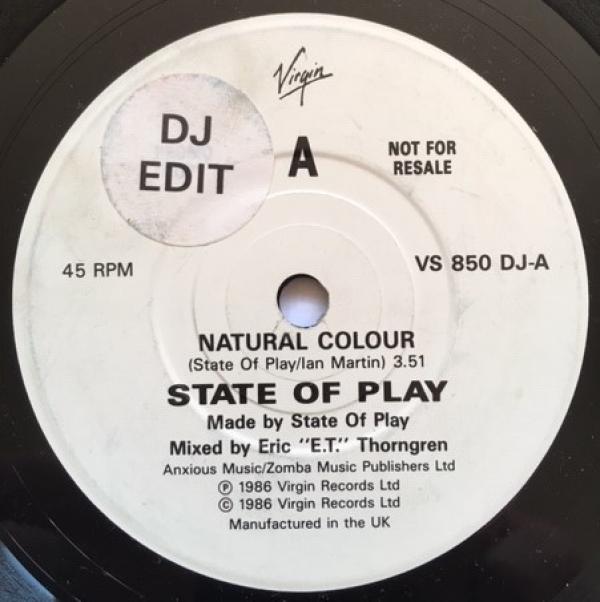 Virgin
DJ
EDIT
A
NOT FOR
RESALE
45 RPM
VS 850 DJ-A
NATURAL COLOUR
(State Of Play/Ian Martin) 3.51
STATE OF PLAY
Made by State Of Play
Mixed by Eric "E.T." Thorngren
Anxious Music/Zomba Music Publishers Ltd
℗ 1986 Virgin Records Ltd
© 1986 Virgin Records Ltd
Manufactured in the UK